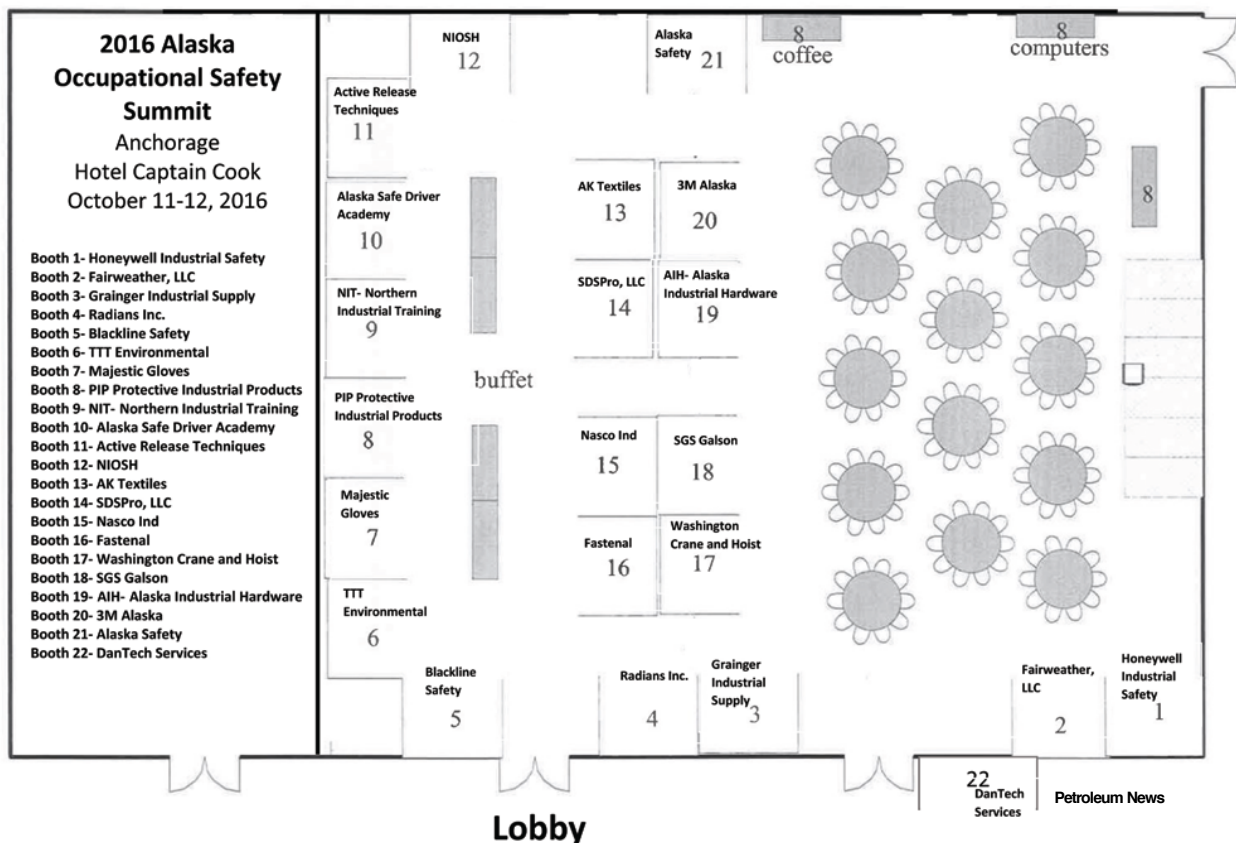 2016 Alaska
Occupational Safety
Summit
Anchorage
Hotel Captain Cook
October 11-12, 2016
Booth 1- Honeywell Industrial Safety
Booth 2- Fairweather, LLC
Booth 3- Grainger Industrial Supply
Booth 4- Radians Inc.
Booth 5- Blackline Safety
Booth 6- TTT Environmental
Booth 7- Majestic Gloves
Booth 8- PIP Protective Industrial Products
Booth 9- NIT- Northern Industrial Training
Booth 10- Alaska Safe Driver Academy
Booth 11- Active Release Techniques
Booth 12- NIOSH
Booth 13- AK Textiles
Booth 14- SDSPro, LLC
Booth 15- Nasco Ind
Booth 16- Fastenal
Booth 17- Washington Crane and Hoist
Booth 18- SGS Galson
Booth 19- AIH- Alaska Industrial Hardware
Booth 20- 3M Alaska
Booth 21- Alaska Safety
Booth 22- DanTech Services
NIOSH
12
Alaska
Safety
21
8
coffee
8
computers
Active Release
Techniques
11
Alaska Safe Driver
Academy
10
NIT- Northern
Industrial Training
9
PIP Protective
Industrial Products
8
Majestic
Gloves
7
TTT
Environmental
6
buffet
AK Textiles
13
3M Alaska
20
SDSPro, LLC
14
AIH- Alaska
Industrial Hardware
19
Nasco Ind
15
SGS Galson
18
Fastenal
16
Washington
Crane and Hoist
17
8
Blackline
Safety
5
Radians Inc.
4
Grainger
Industrial
Supply
3
Fairweather,
LLC
2
Honeywell
Industrial
Safety
1
22
DanTech
Services
Petroleum News
Lobby